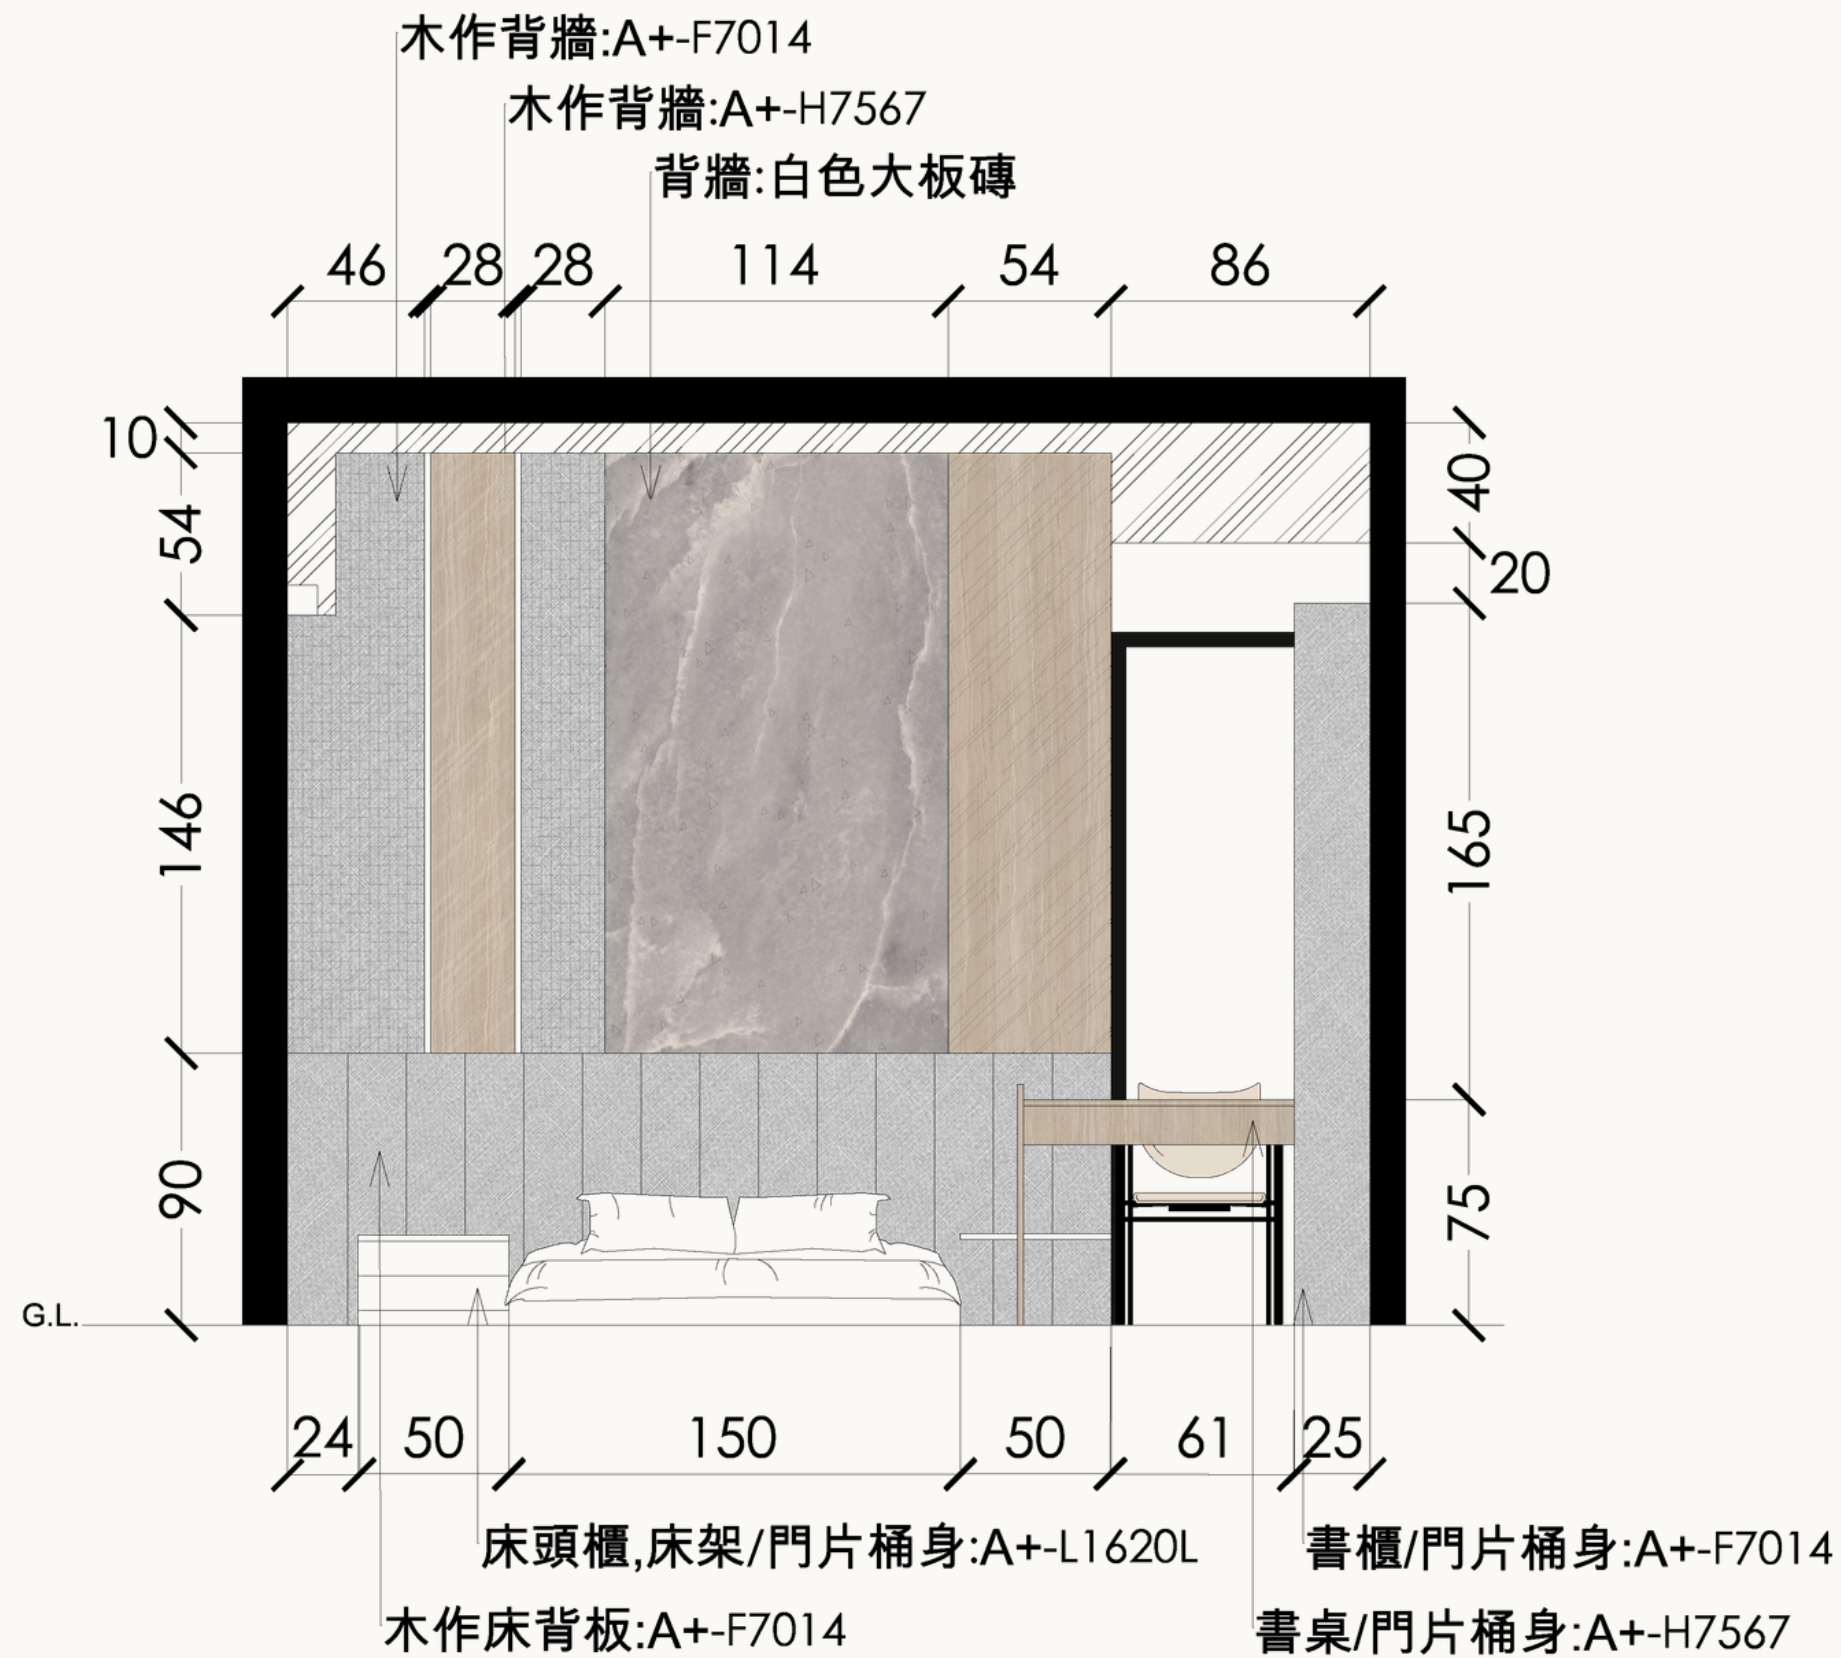 木作背牆:A+-F7014
木作背牆:A+-H7567
背牆:白色大板磚
46 28 28 114 54 86
10
54
146
90
40
20
165
75
G.L.
24 50 150 50 61 25
床頭櫃,床架/門片桶身:A+-L1620L
書櫃/門片桶身:A+-F7014
木作床背板:A+-F7014
書桌/門片桶身:A+-H7567